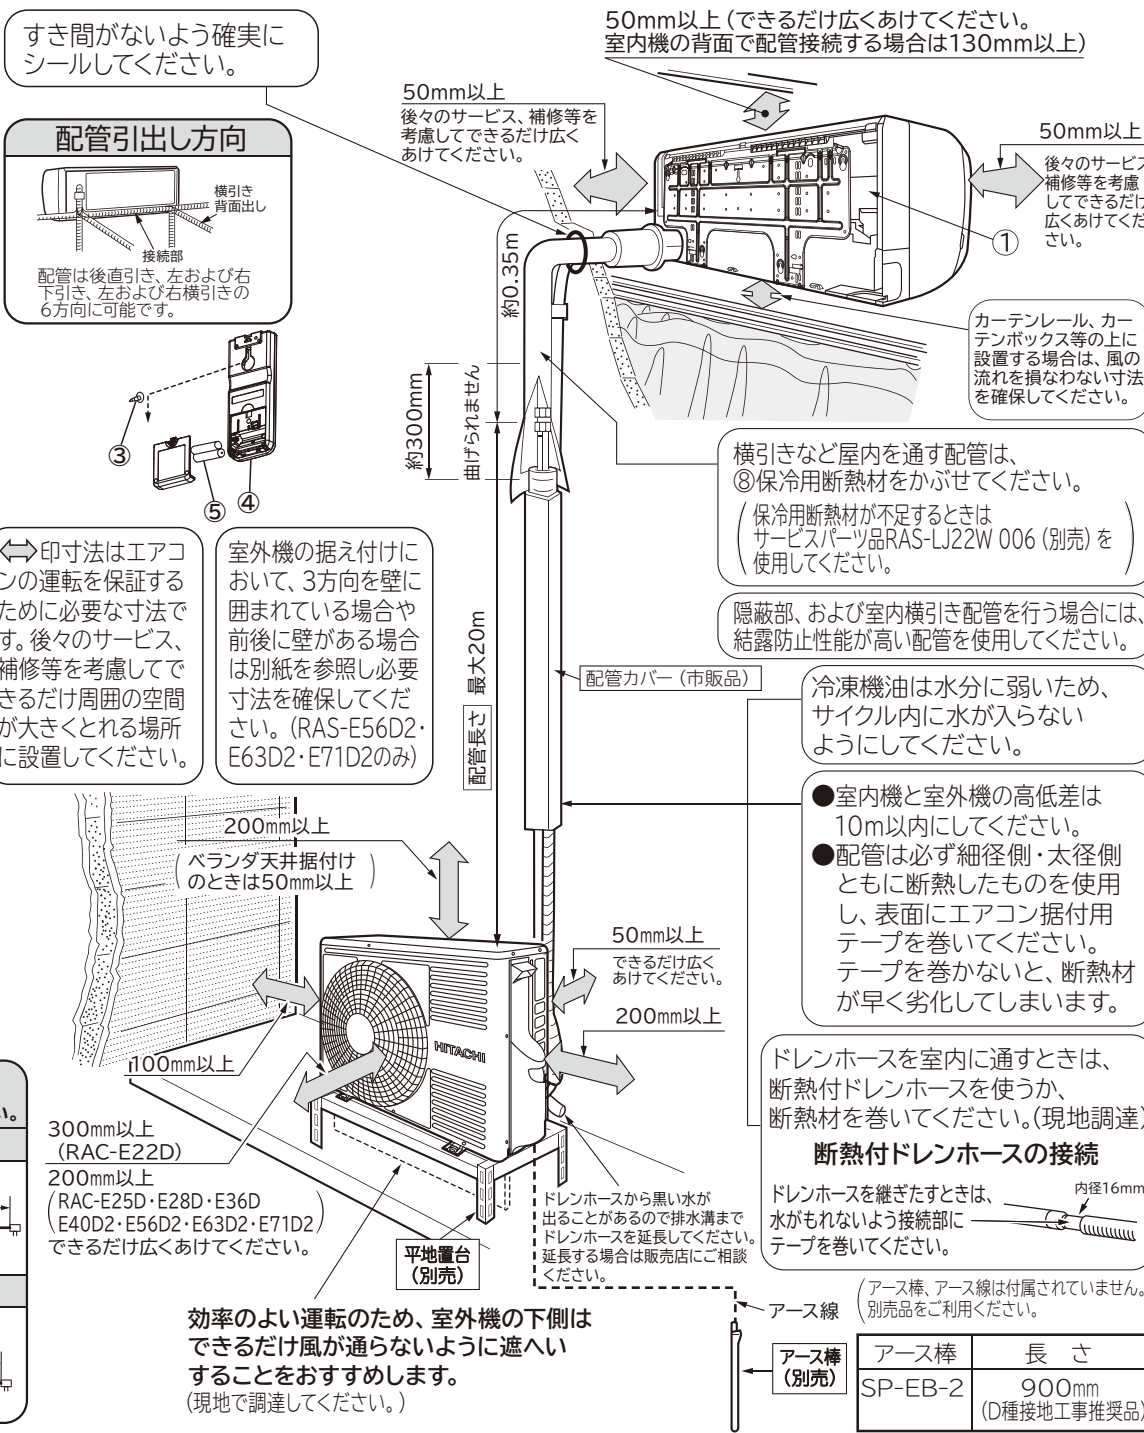 すき間がないよう確実に
シールしてください。
50mm以上（できるだけ広くあけてください。
室内機の背面で配管接続する場合は130mm以上）
50mm以上
後々のサービス、補修等を
考慮してできるだけ広く
あけてください。
50mm以上
後々のサービス
補修等を考慮
してできるだけ
広くあけてくだ
さい。
①
配管引出し方向
横引き
背面出し
接続部
配管は後直引き、左および右
下引き、左および右横引きの
6方向に可能です。
約0.35m
約300mm
曲げられません
カーテンレール、カー
テンボックス等の上に
設置する場合は、風の
流れを損なわない寸法
を確保してください。
③
⑤
④
横引きなど屋内を通す配管は、
⑧保冷用断熱材をかぶせてください。
（保冷用断熱材が不足するときは
サービスパーツ品RAS-LJ22W 006（別売）を
使用してください。）
隠蔽部、および室内横引き配管を行う場合には、
結露防止性能が高い配管を使用してください。
⇔印寸法はエアコ
ンの運転を保証する
ために必要な寸法で
す。後々のサービス、
補修等を考慮してで
きるだけ周囲の空間
が大きくとれる場所
に設置してください。
室外機の据え付けに
おいて、3方向を壁に
囲まれている場合や
前後に壁がある場合
は別紙を参照し必要
寸法を確保してくだ
さい。（RAS-E56D2・
E63D2・E71D2のみ）
配管長さ 最大20m
配管カバー（市販品）
冷凍機油は水分に弱いため、
サイクル内に水が入らない
ようにしてください。
●室内機と室外機の高低差は
10m以内にしてください。
●配管は必ず細径側・太径側
ともに断熱したものを使用
し、表面にエアコン据付用
テープを巻いてください。
テープを巻かないと、断熱材
が早く劣化してしまいます。
200mm以上
（ベランダ天井据付け
のときは50mm以上）
50mm以上
できるだけ広く
あけてください。
200mm以上
HITACHI
100mm以上
300mm以上
（RAC-E22D）
200mm以上
（RAC-E25D・E28D・E36D
E40D2・E56D2・E63D2・E71D2）
できるだけ広くあけてください。
い。
ドレンホースを室内に通すときは、
断熱付ドレンホースを使うか、
断熱材を巻いてください。（現地調達）
断熱付ドレンホースの接続
ドレンホースを継ぎたすときは、
水がもれないよう接続部に
テープを巻いてください。
内径16mm
平地置台
（別売）
ドレンホースから黒い水が
出ることがあるので排水溝まで
ドレンホースを延長してください。
延長する場合は販売店にご相談
ください。
効率のよい運転のため、室外機の下側は
できるだけ風が通らないように遮へい
することをおすすめします。
（現地で調達してください。）
アース線
（アース棒、アース線は付属されていません。
別売品をご利用ください。
アース棒
（別売）
アース棒 長さ
SP-EB-2 900mm
（D種接地工事推奨品）